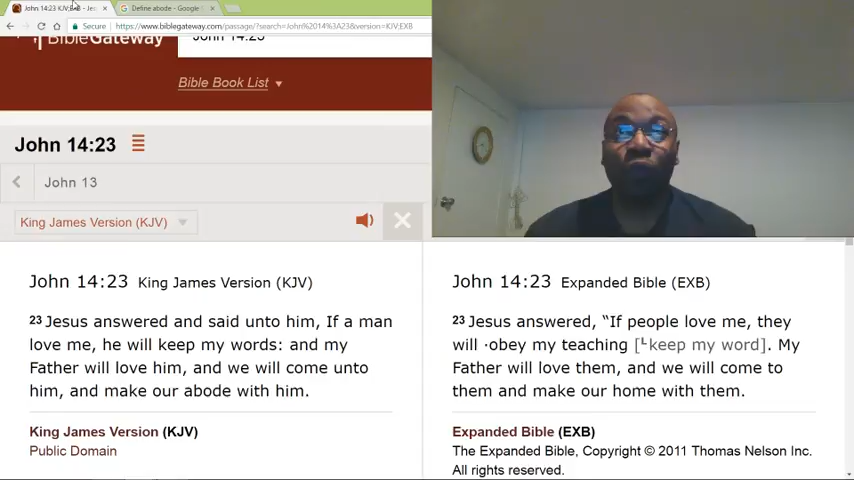 John 14:23 KJV;EXB - Je
Define abode - Google
Secure
https://www.biblegateway.com/passage/?search=John%2014%3A23&version=KJV;EXB
BibleGateway
John 14:23
Bible Book List
John 14:23
John 13
King James Version (KJV)
John 14:23 King James Version (KJV)
23 Jesus answered and said unto him, If a man
love me, he will keep my words: and my
Father will love him, and we will come unto
him, and make our abode with him.
King James Version (KJV)
Public Domain
John 14:23 Expanded Bible (EXB)
23 Jesus answered, “If people love me, they
will ·obey my teaching [Lkeep my word]. My
Father will love them, and we will come to
them and make our home with them.
Expanded Bible (EXB)
The Expanded Bible, Copyright © 2011 Thomas Nelson Inc.
All rights reserved.